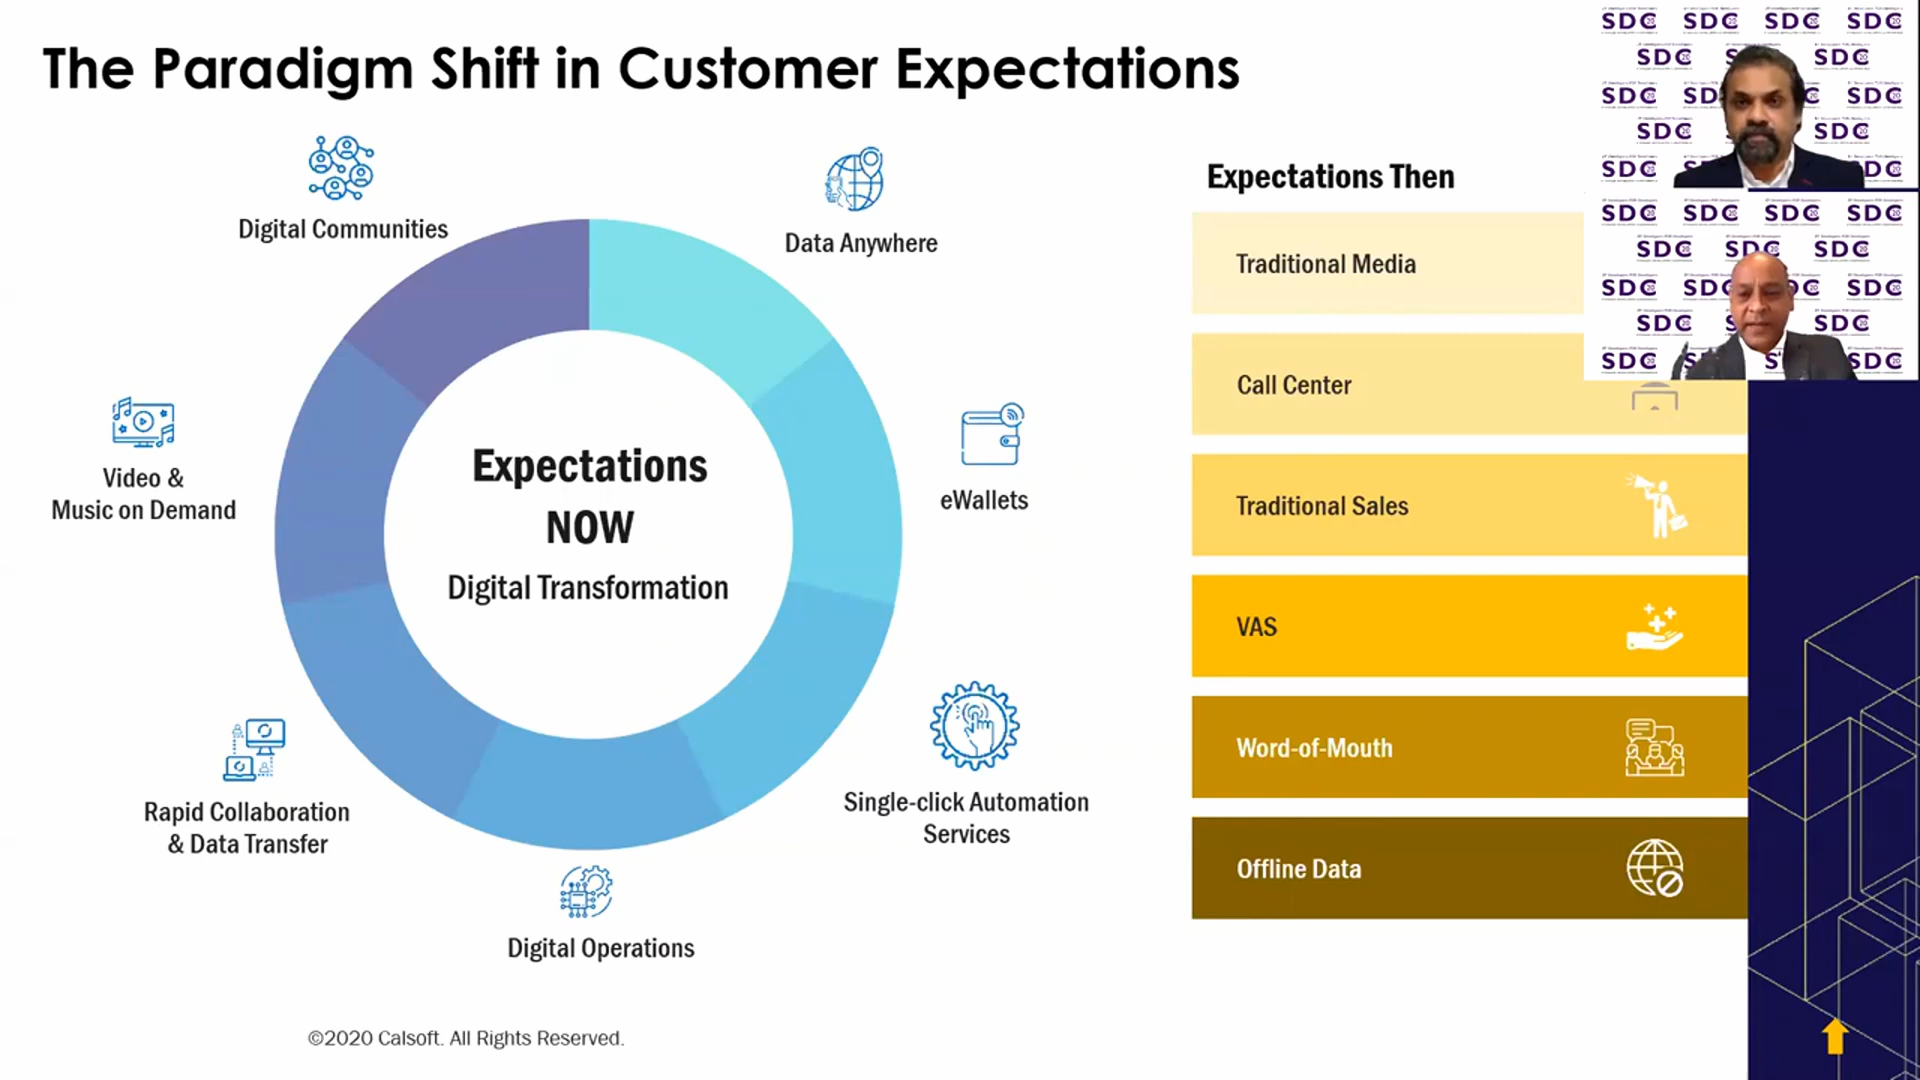 The Paradigm Shift in Customer Expectations
Digital Communities
Data Anywhere
Video &
Music on Demand
eWallets
Expectations
NOW
Digital Transformation
Rapid Collaboration
& Data Transfer
Single-click Automation
Services
Digital Operations
Expectations Then
Traditional Media
Call Center
Traditional Sales
VAS
Word-of-Mouth
Offline Data
©2020 Calsoft. All Rights Reserved.
SDC SDC SDC SDC
SDC SDC
SDC SDC
SDC SDC
SDC
SDC SDC SDC SDC
SDC SDC SDC
SDC SDC
SDC SDC
SDC SDC